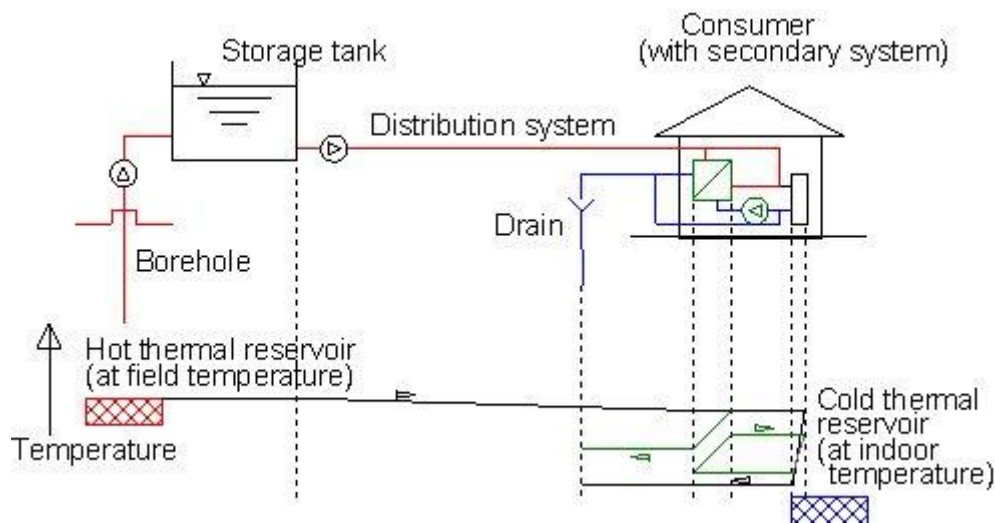 Consumer
(with secondary system)
Storage tank
Distribution system
Drain
Borehole
Hot thermal reservoir
(at field temperature)
Temperature
Cold thermal
reservoir
(at indoor
temperature)